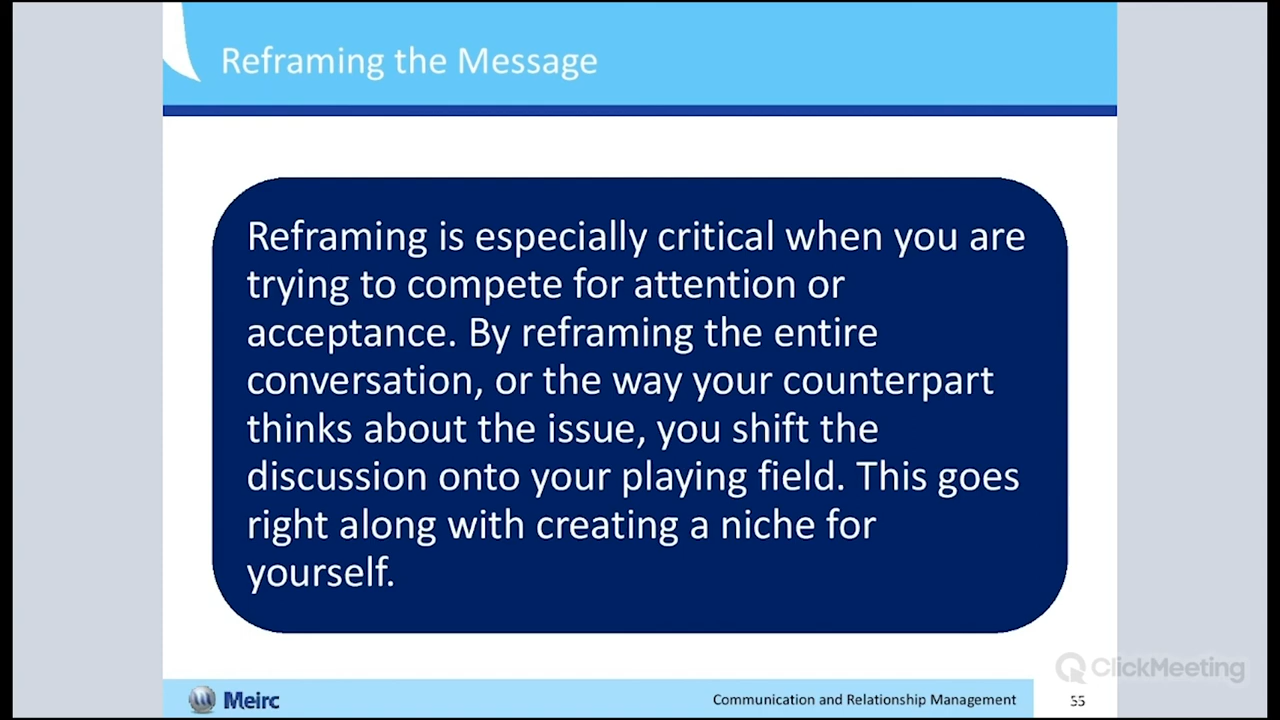 Reframing the Message
Reframing is especially critical when you are
trying to compete for attention or
acceptance. By reframing the entire
conversation, or the way your counterpart
thinks about the issue, you shift the
discussion onto your playing field. This goes
right along with creating a niche for
yourself.
ClickMeeting
Meirc
Communication and Relationship Management
55